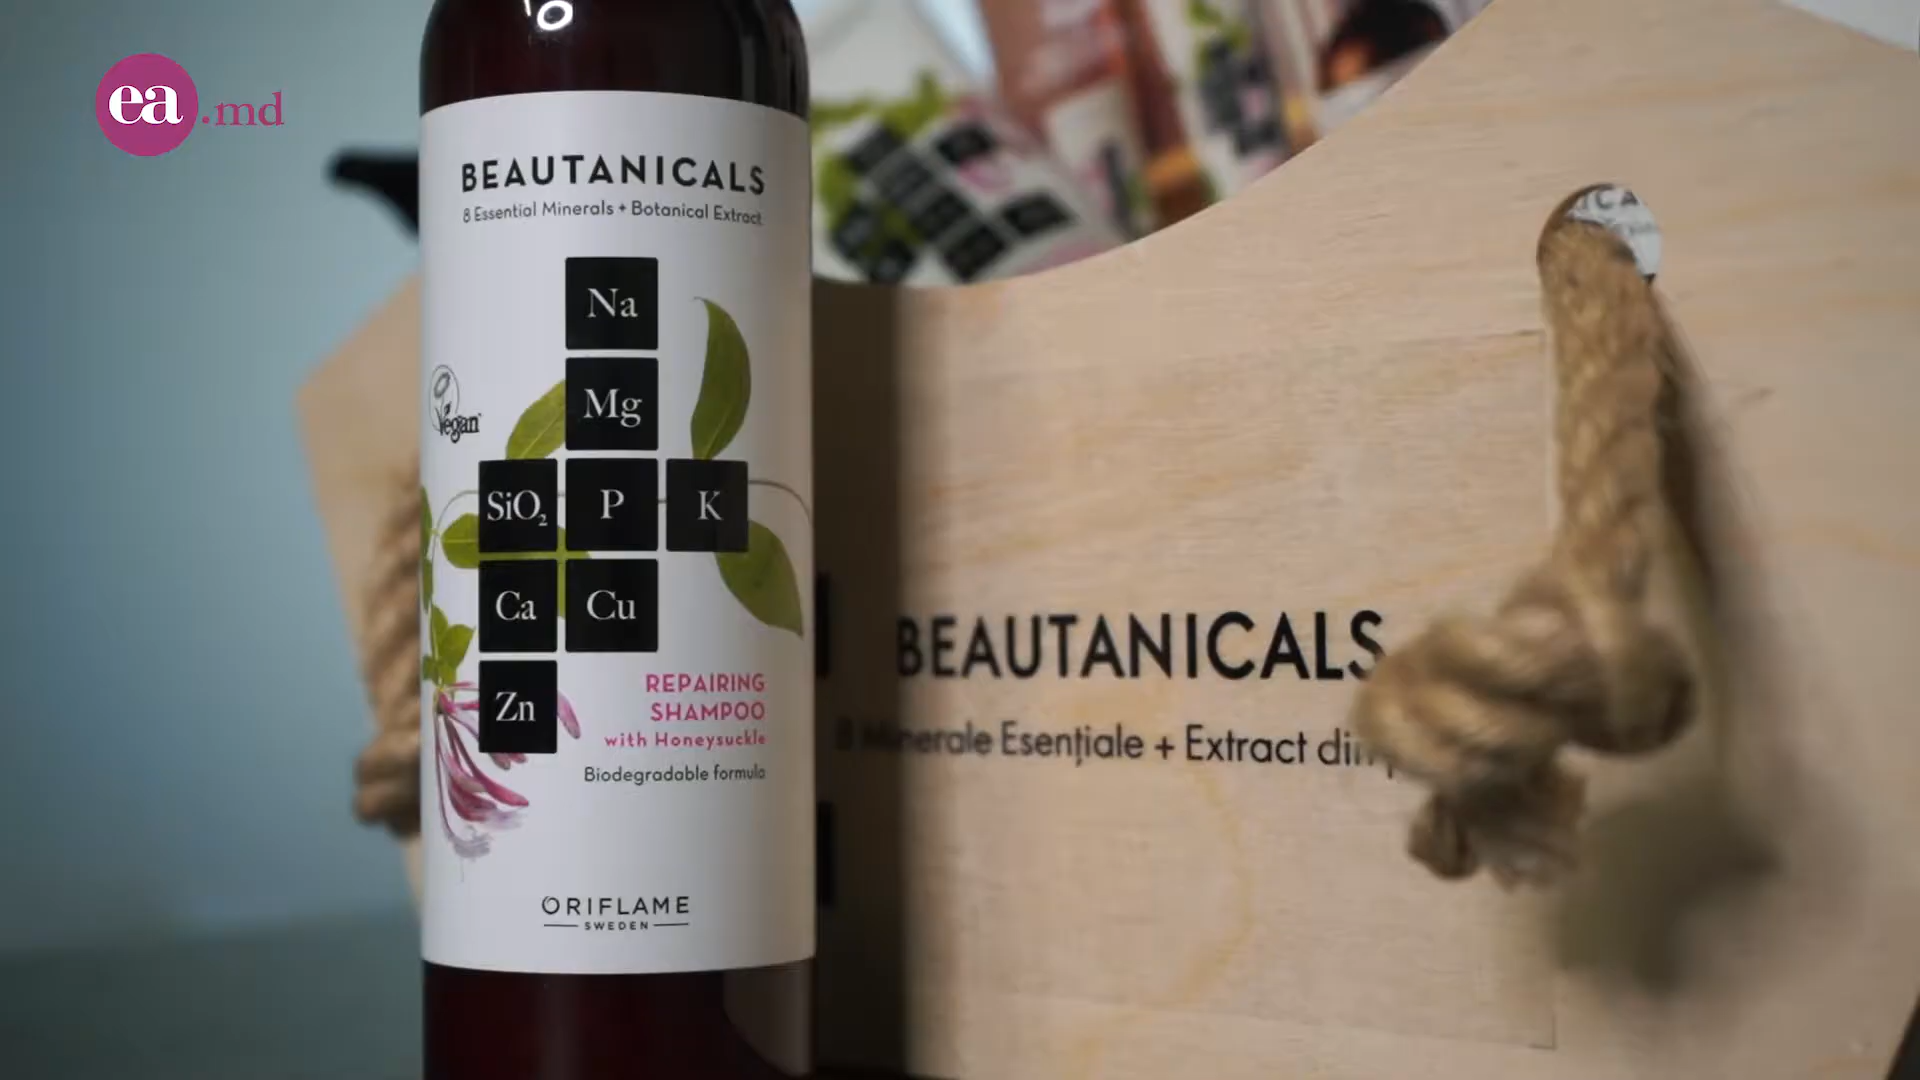 ea.md
BEAUTANICALS
8 Essential Minerals + Botanical Extract
Na
Mg
Vegan
SiO₂ P K
Ca Cu
Zn
REPAIRING
SHAMPOO
with Honeysuckle
Biodegradable formula
ORIFLAME
SWEDEN
BEAUTANICALS
Esențiale + Extract din